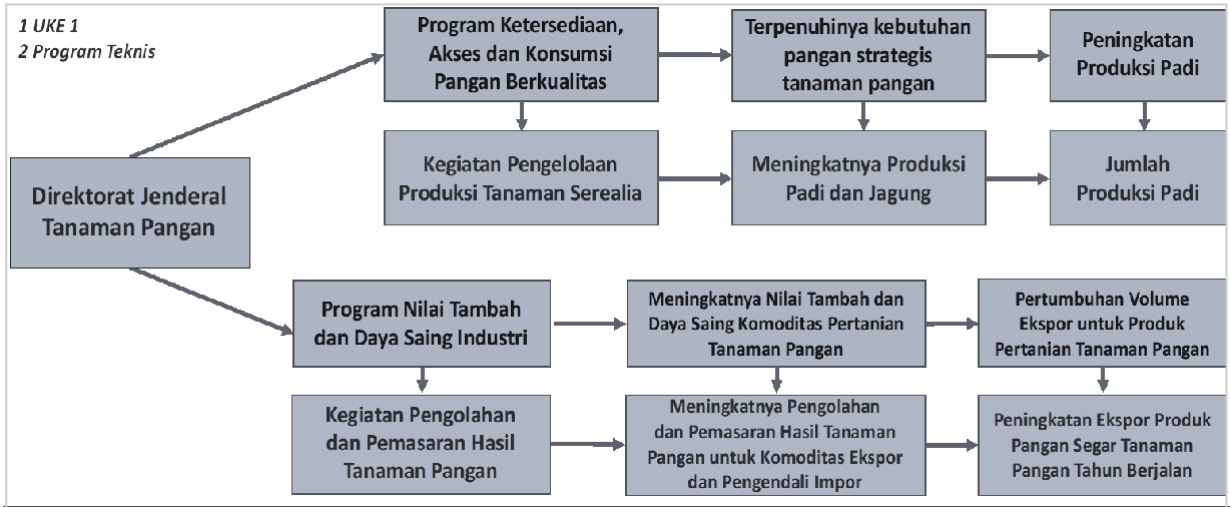 1 UKE 1
2 Program Teknis
Program Ketersediaan,
Akses dan Konsumsi
Pangan Berkualitas
Terpenuhinya kebutuhan
pangan strategis
tanaman pangan
Peningkatan
Produksi Padi
Kegiatan Pengelolaan
Produksi Tanaman Serealia
Meningkatnya Produksi
Padi dan Jagung
Jumlah
Produksi Padi
Direktorat Jenderal
Tanaman Pangan
Program Nilai Tambah
dan Daya Saing Industri
Meningkatnya Nilai Tambah dan
Daya Saing Komoditas Pertanian
Tanaman Pangan
Pertumbuhan Volume
Ekspor untuk Produk
Pertanian Tanaman Pangan
Kegiatan Pengolahan
dan Pemasaran Hasil
Tanaman Pangan
Meningkatnya Pengolahan
dan Pemasaran Hasil Tanaman
Pangan untuk Komoditas Ekspor
dan Pengendali Impor
Peningkatan Ekspor Produk
Pangan Segar Tanaman
Pangan Tahun Berjalan